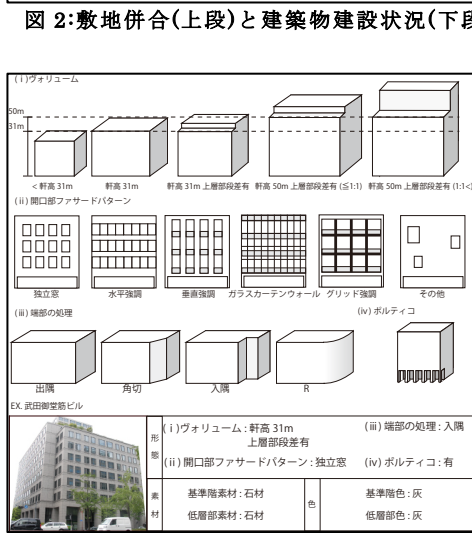 図 2:敷地併合(上段)と建築物建設状況(下段
(ⅰ)ヴォリューム
50m
31m
< 軒高 31m
軒高 31m
軒高 31m 上層部段差有
軒高 50m 上層部段差有 (≦1:1)
軒高 50m 上層部段差有 (1:1<)
(ⅱ) 開口部ファサードパターン
独立窓
水平強調
垂直強調
ガラスカーテンウォール
グリッド強調
その他
(ⅲ) 端部の処理
(ⅳ) ポルティコ
出隅
角切
入隅
R
EX. 武田御堂筋ビル
形態
(ⅰ)ヴォリューム : 軒高 31m
上層部段差有
(ⅲ) 端部の処理 : 入隅
(ⅱ) 開口部ファサードパターン : 独立窓
(ⅳ) ポルティコ : 有
素材
基準階素材 : 石材
低層部素材 : 石材
色
基準階色 : 灰
低層部色 : 灰